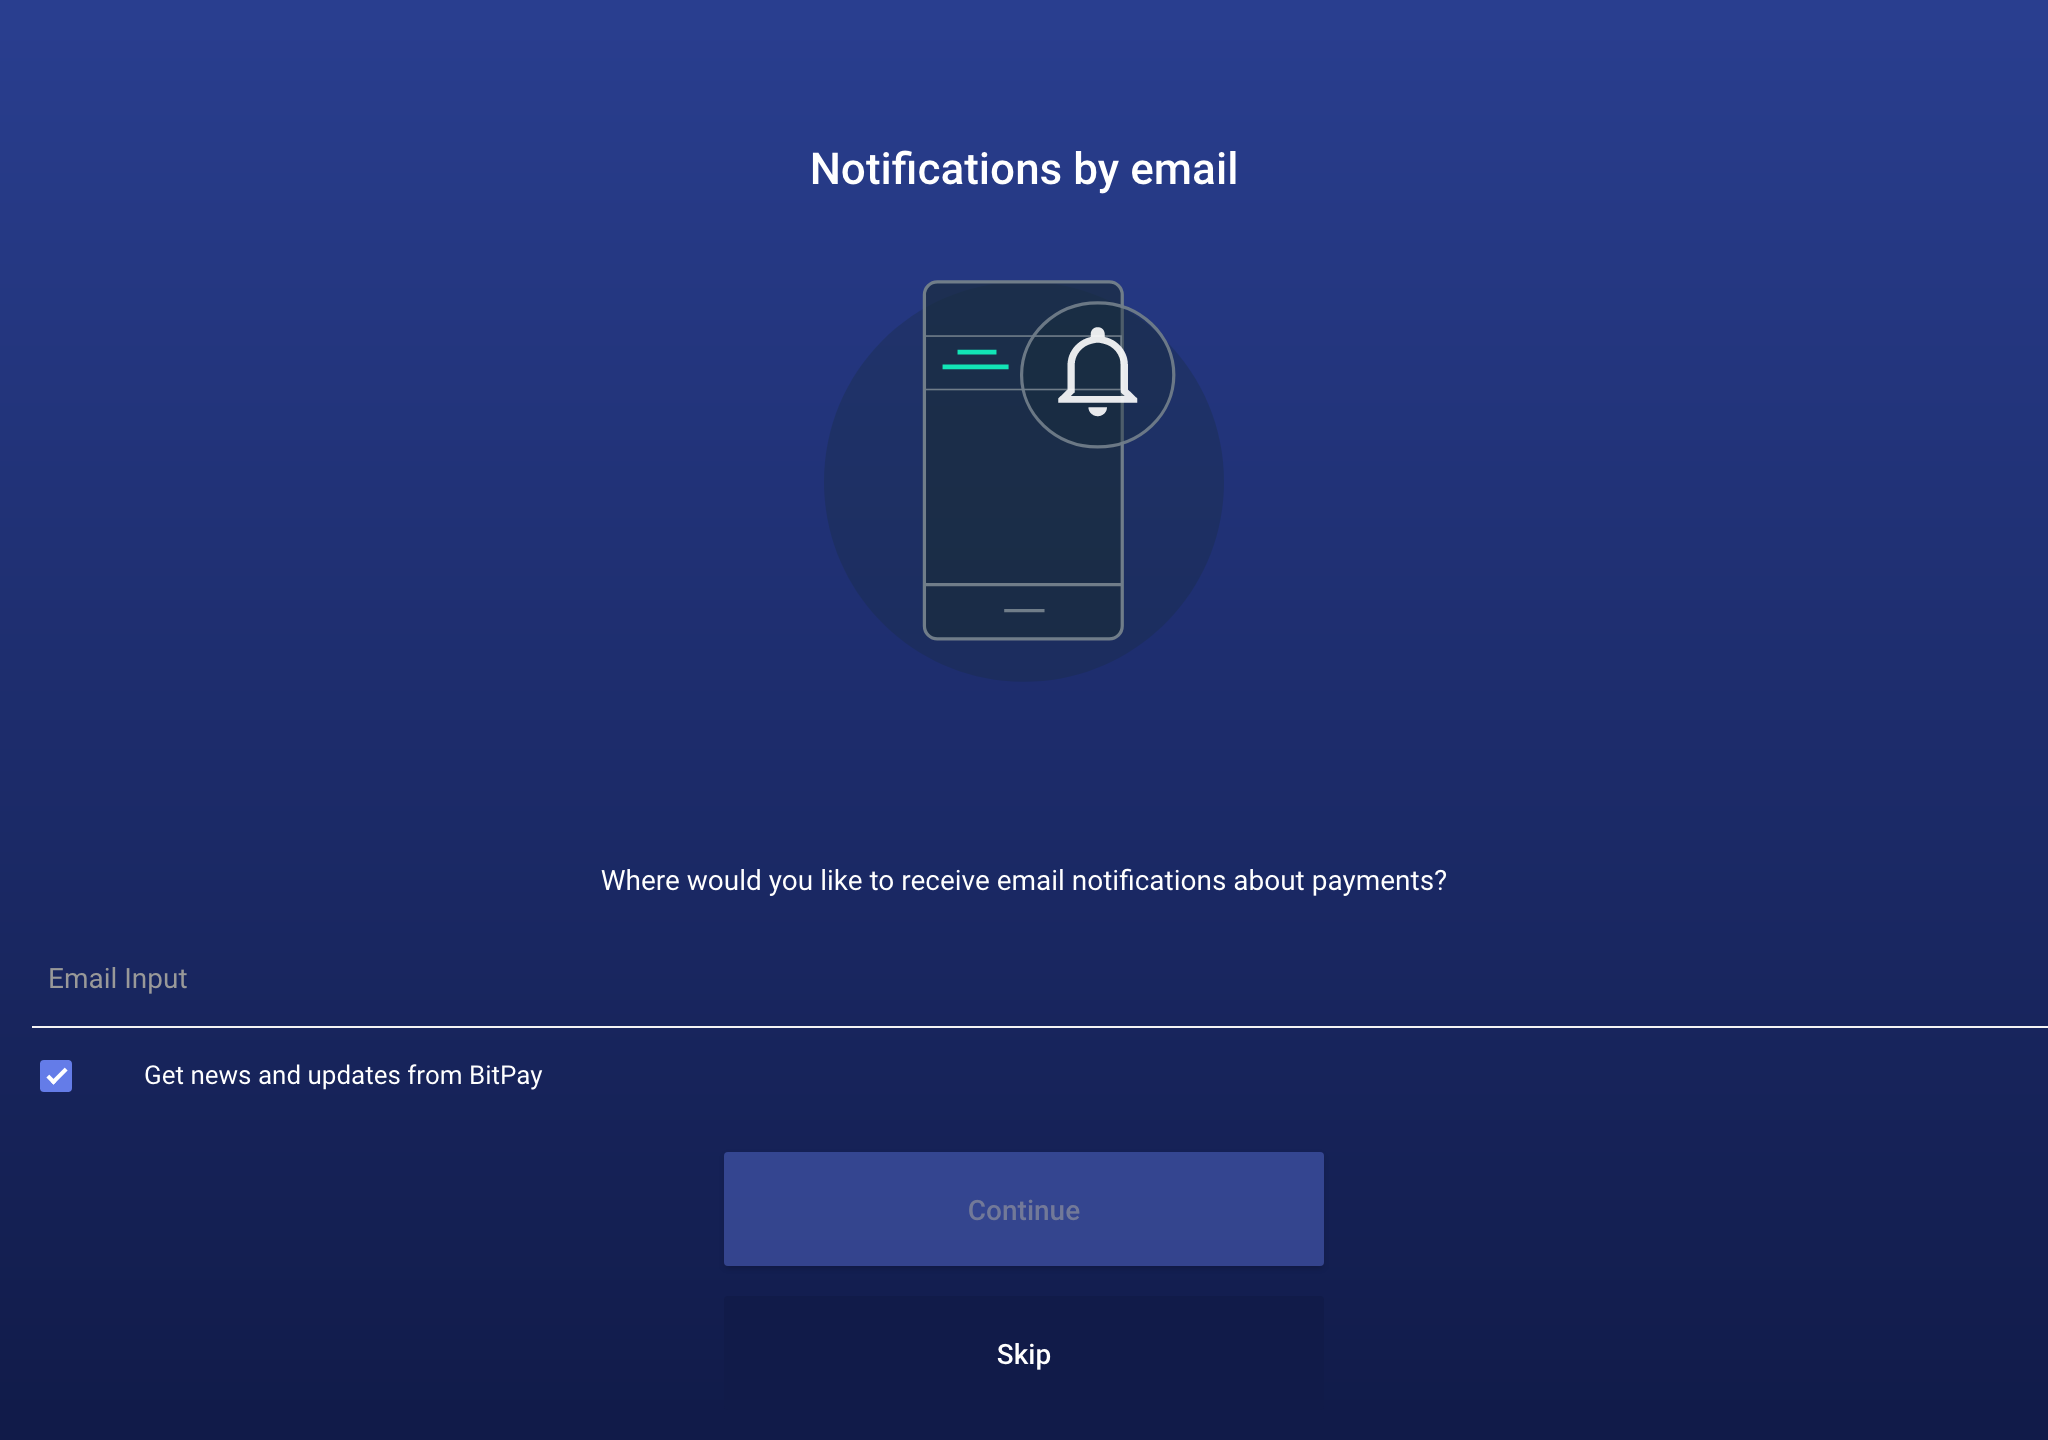 Notifications by email
Where would you like to receive email notifications about payments?
Email Input
Get news and updates from BitPay
Continue
Skip